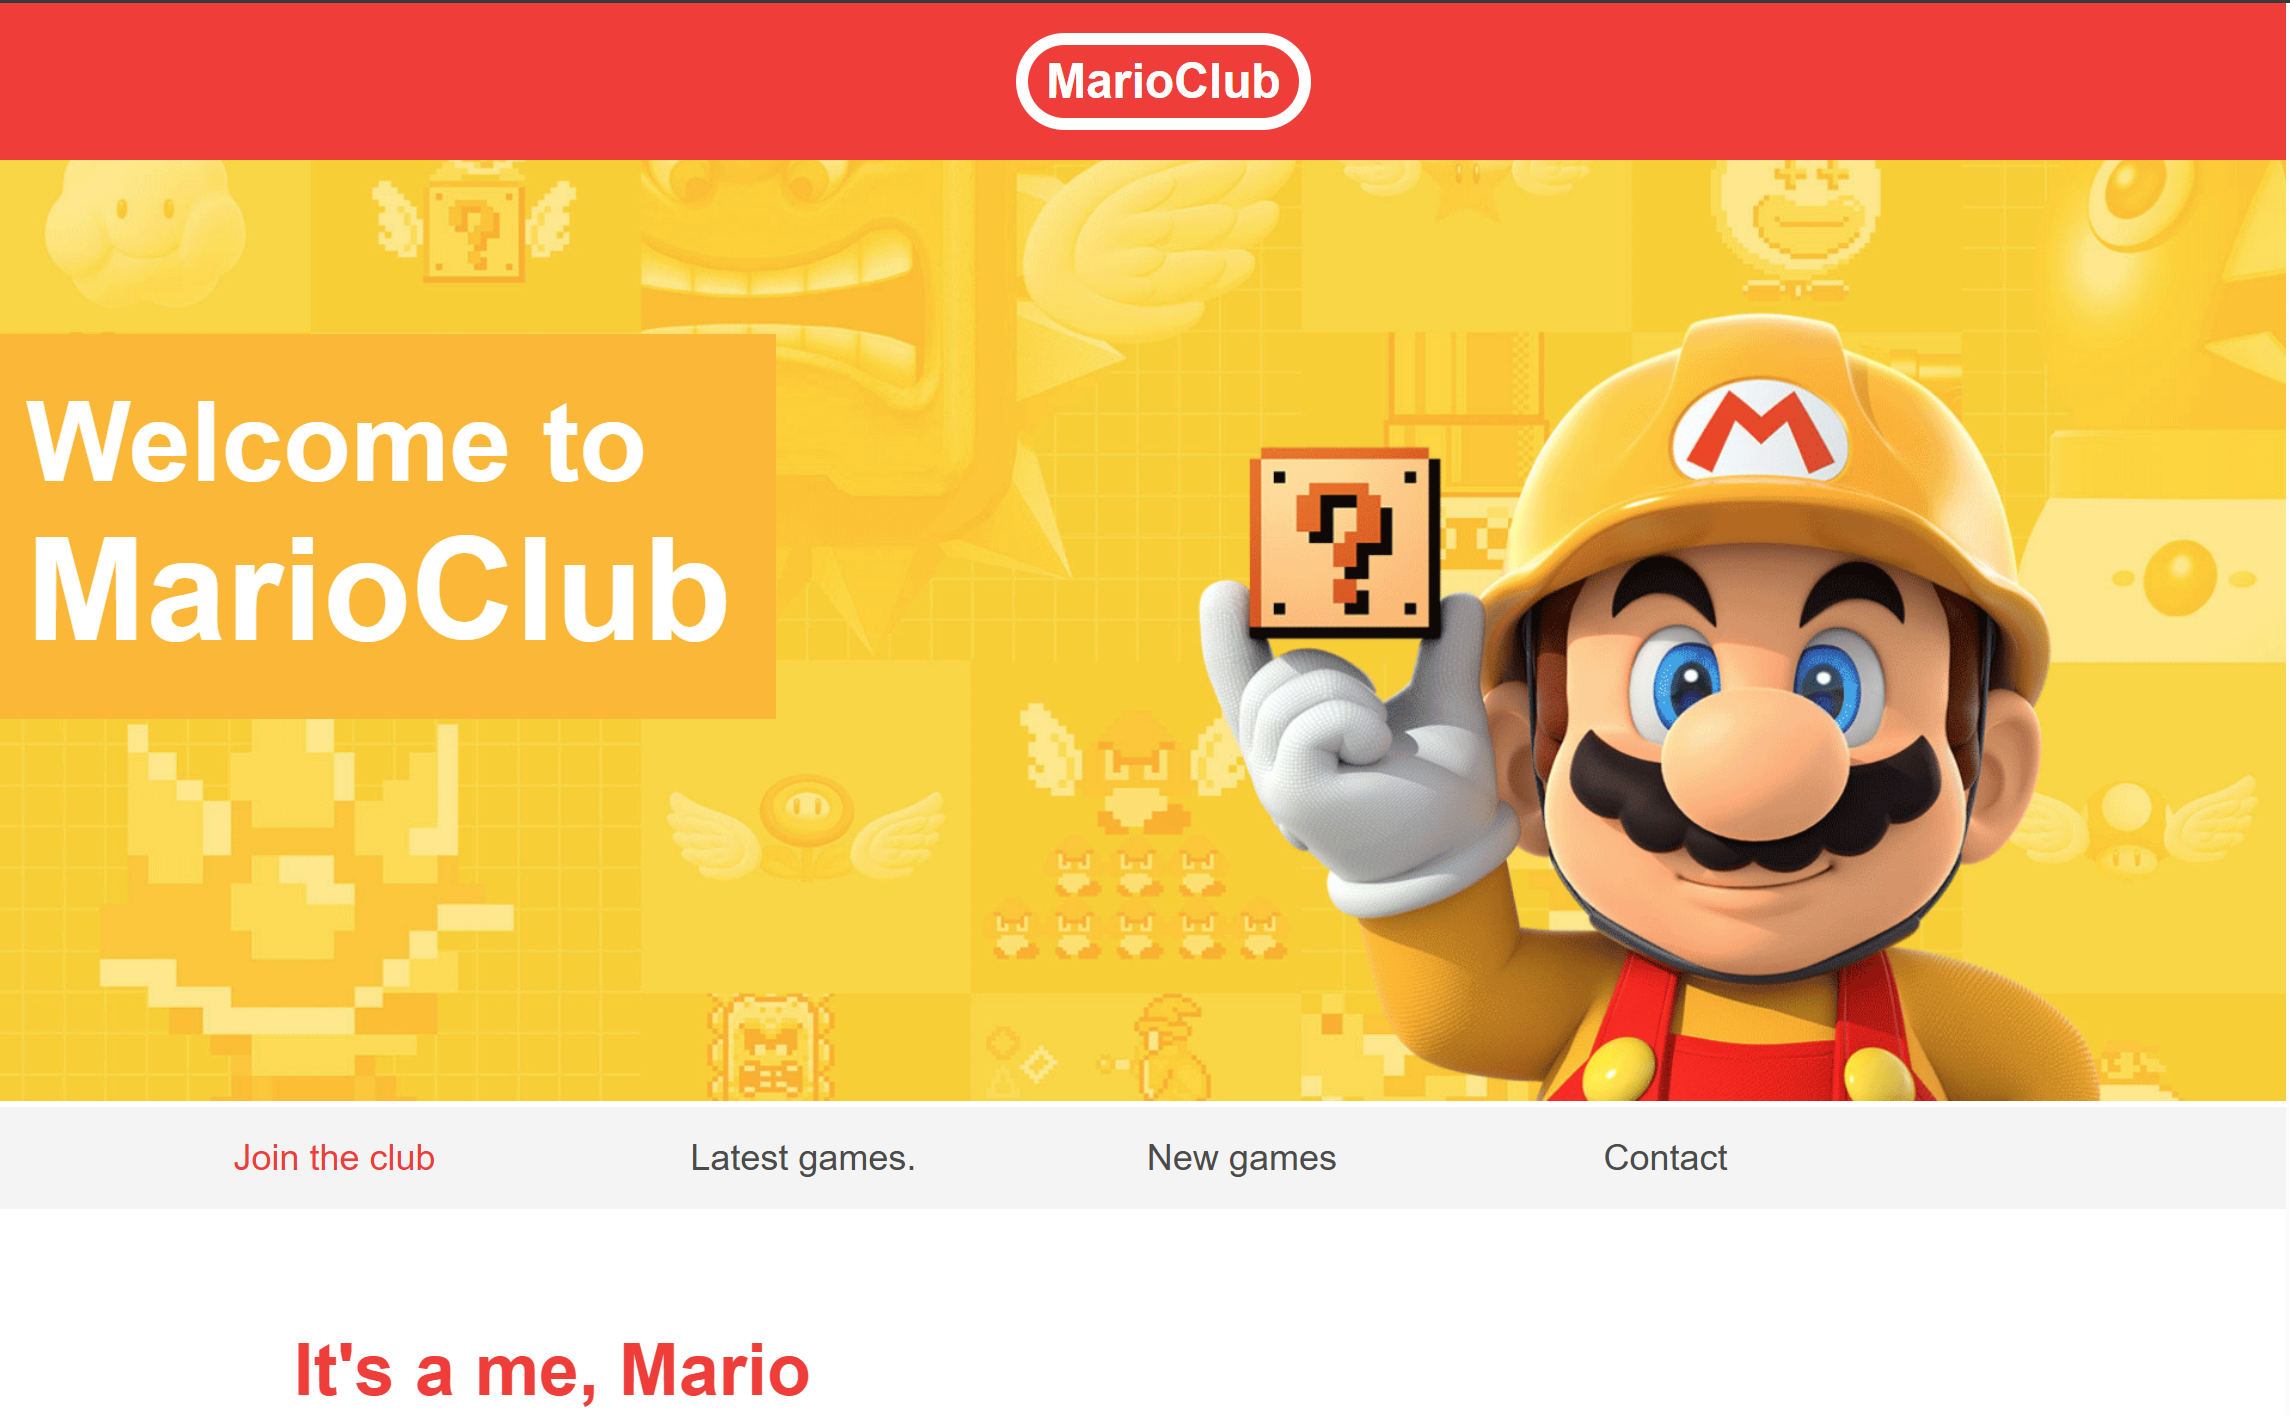 MarioClub
Welcome to
MarioClub
M
?
?
Join the club
Latest games.
New games
Contact
It's a me, Mario